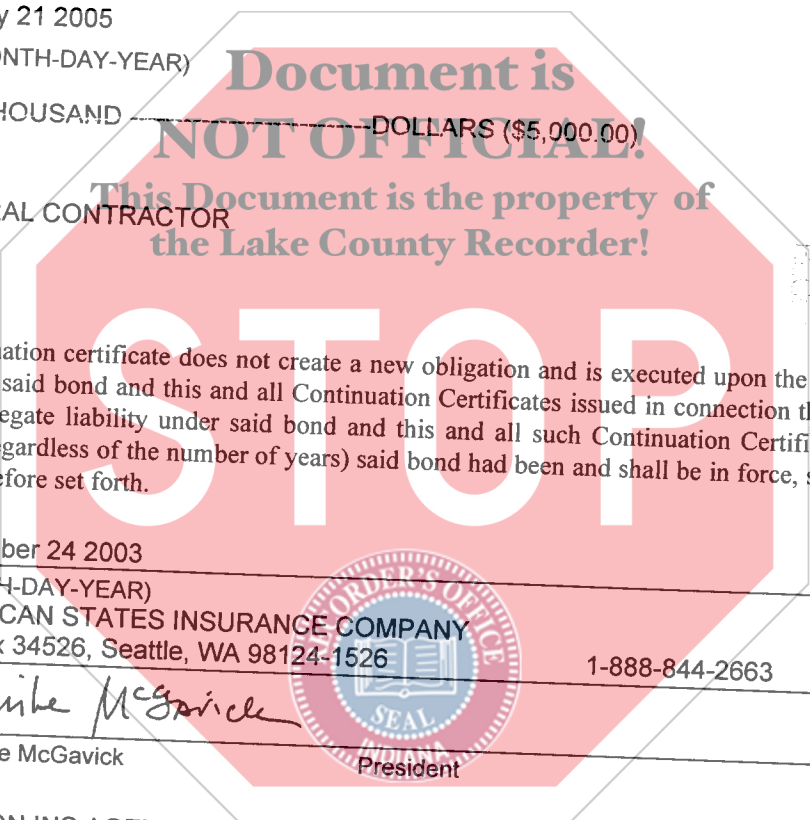 y 21 2005
ONTH-DAY-YEAR)
Document is
HOUSAND ---------------------------DOLLARS ($5,000.00)
NOT OFFICIAL!
This Document is the property of
AL CONTRACTOR
the Lake County Recorder!
STOP
ation certificate does not create a new obligation and is executed upon the
said bond and this and all Continuation Certificates issued in connection th
egate liability under said bond and this and all such Continuation Certifi
egardless of the number of years) said bond had been and shall be in force, s
efore set forth.
ber 24 2003
H-DAY-YEAR)
CAN STATES INSURANCE COMPANY
x 34526, Seattle, WA 98124-1526 1-888-844-2663
Mike McGavick
e McGavick President
RECORDER'S OFFICE
SEAL
INDIANA